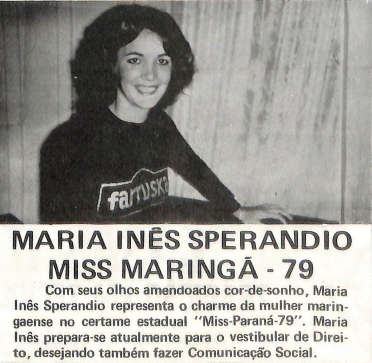 farruska
MARIA INÊS SPERANDIO
MISS MARINGÃ - 79
Com seus olhos amendoados cor-de-sonho, Maria
Inês Sperandio representa o charme da mulher marin-
gaense no certame estadual "Miss-Paraná-79". Maria
Inês prepara-se atualmente para o vestibular de Direi-
to, desejando também fazer Comunicação Social.